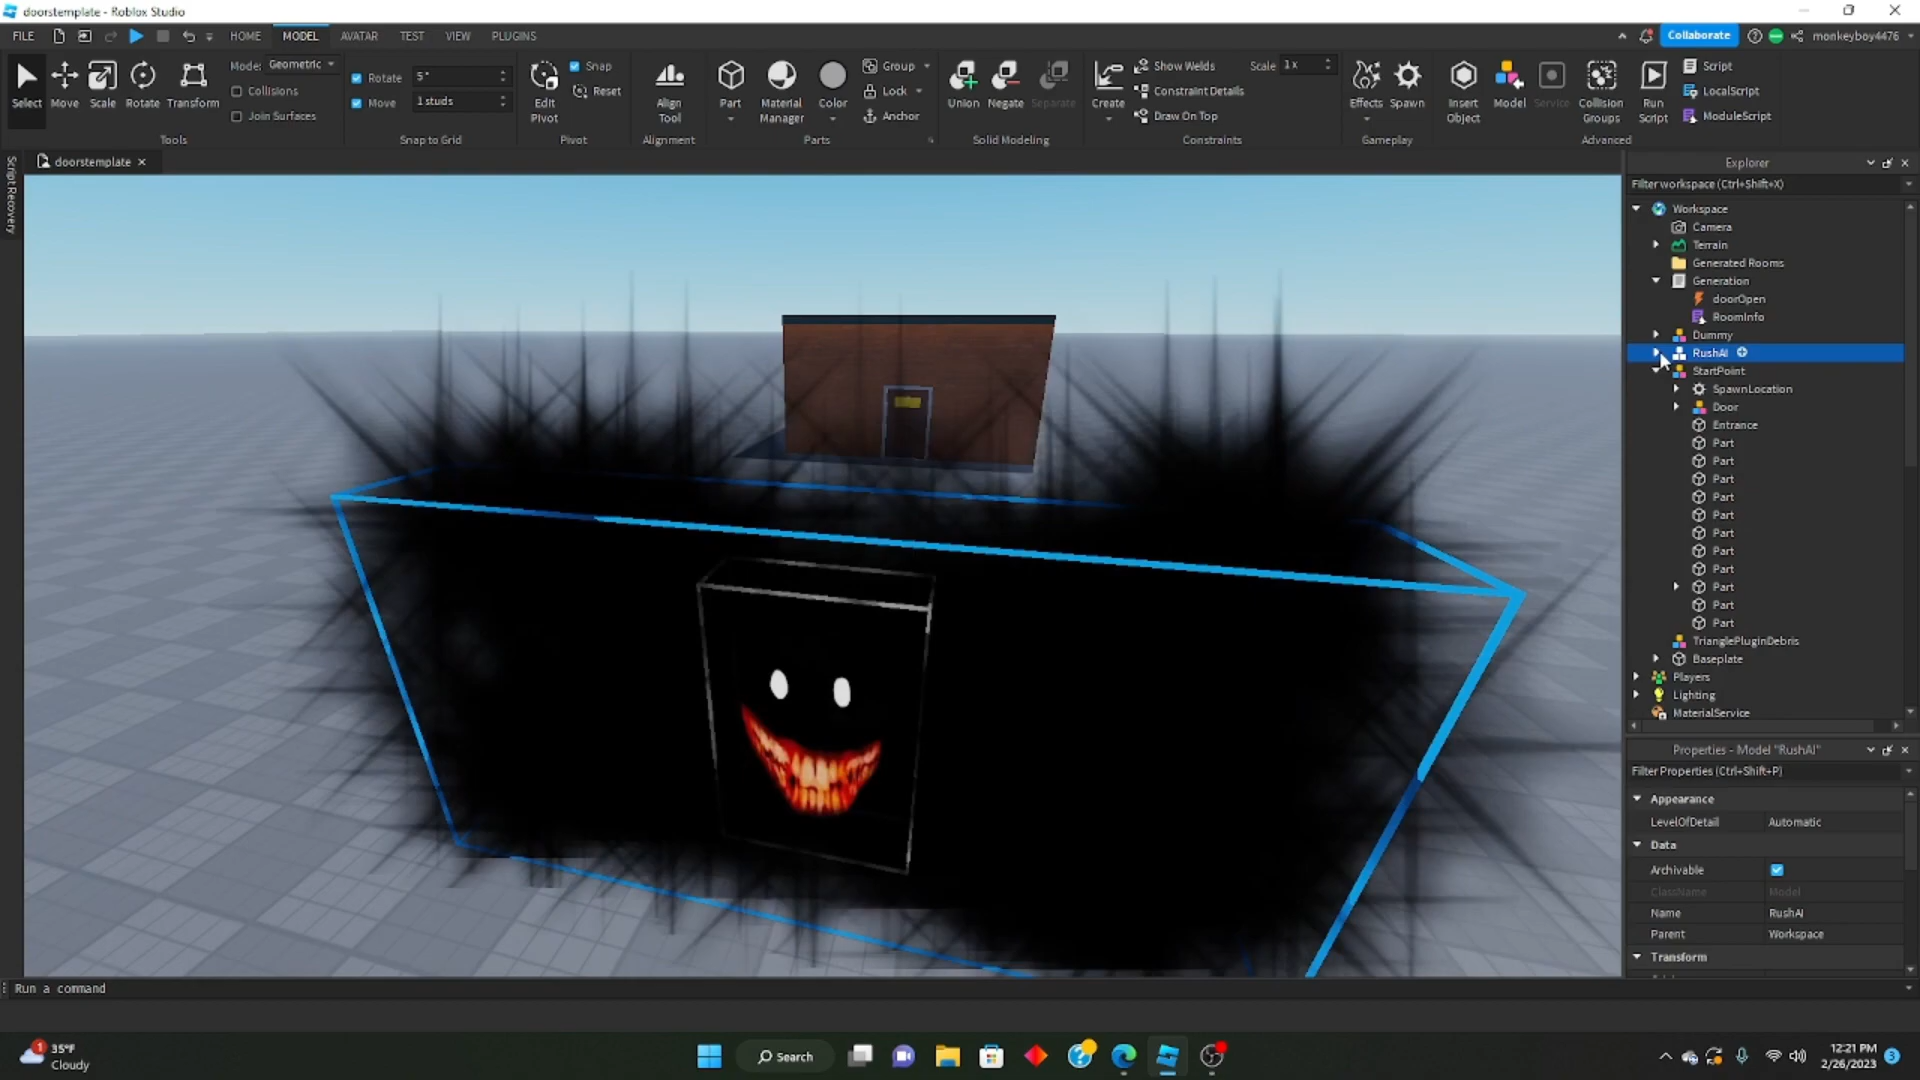 doorstemplate - Roblox Studio
FILE HOME MODEL AVATAR TEST VIEW PLUGINS Collaborate monkeyboy4476
Select Move Scale Rotate Transform
Mode: Geometric
Collisions
Join Surfaces
Tools
Rotate 5°
Move 1 studs
Snap to Grid
Edit Pivot
Snap
Reset
Pivot
Align Tool
Alignment
Part
Material Manager
Color
Group
Lock
Anchor
Parts
Union Negate Separate
Solid Modeling
Create
Show Welds Scale 1x
Constraint Details
Draw On Top
Constraints
Effects Spawn
Gameplay
Insert Object
Model
Service
Collision Groups
Run Script
Script
LocalScript
ModuleScript
Advanced
Script Recovery
doorstemplate
Explorer
Filter workspace (Ctrl+Shift+X)
Workspace
Camera
Terrain
Generated Rooms
Generation
doorOpen
RoomInfo
Dummy
RushAI
StartPoint
SpawnLocation
Door
Entrance
Part
Part
Part
Part
Part
Part
Part
Part
Part
Part
Part
TrianglePluginDebris
Baseplate
Players
Lighting
MaterialService
Properties - Model "RushAI"
Filter Properties (Ctrl+Shift+P)
Appearance
LevelOfDetail Automatic
Data
Archivable
ClassName Model
Name RushAI
Parent Workspace
Transform
Run a command
1
35°F
Cloudy
Search
12:21 PM
2/26/2023
3